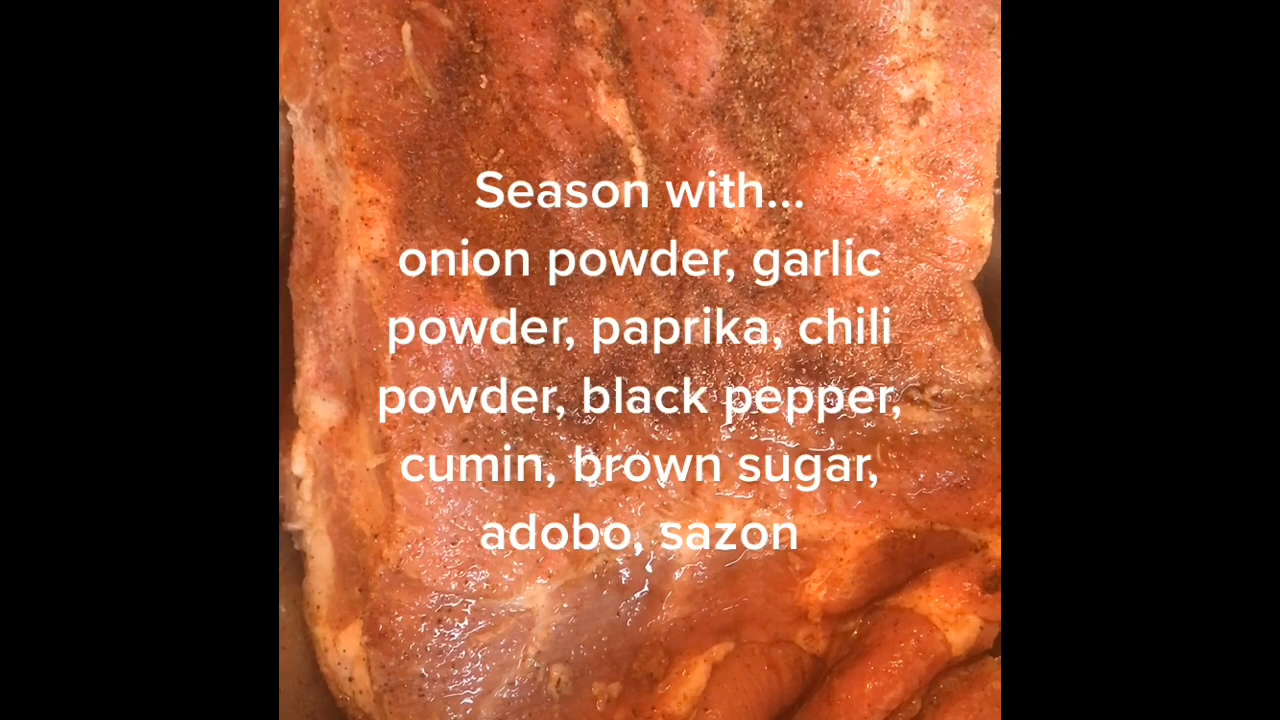 Season with...
onion powder, garlic
powder, paprika, chili
powder, black pepper,
cumin, brown sugar,
adobo, sazon